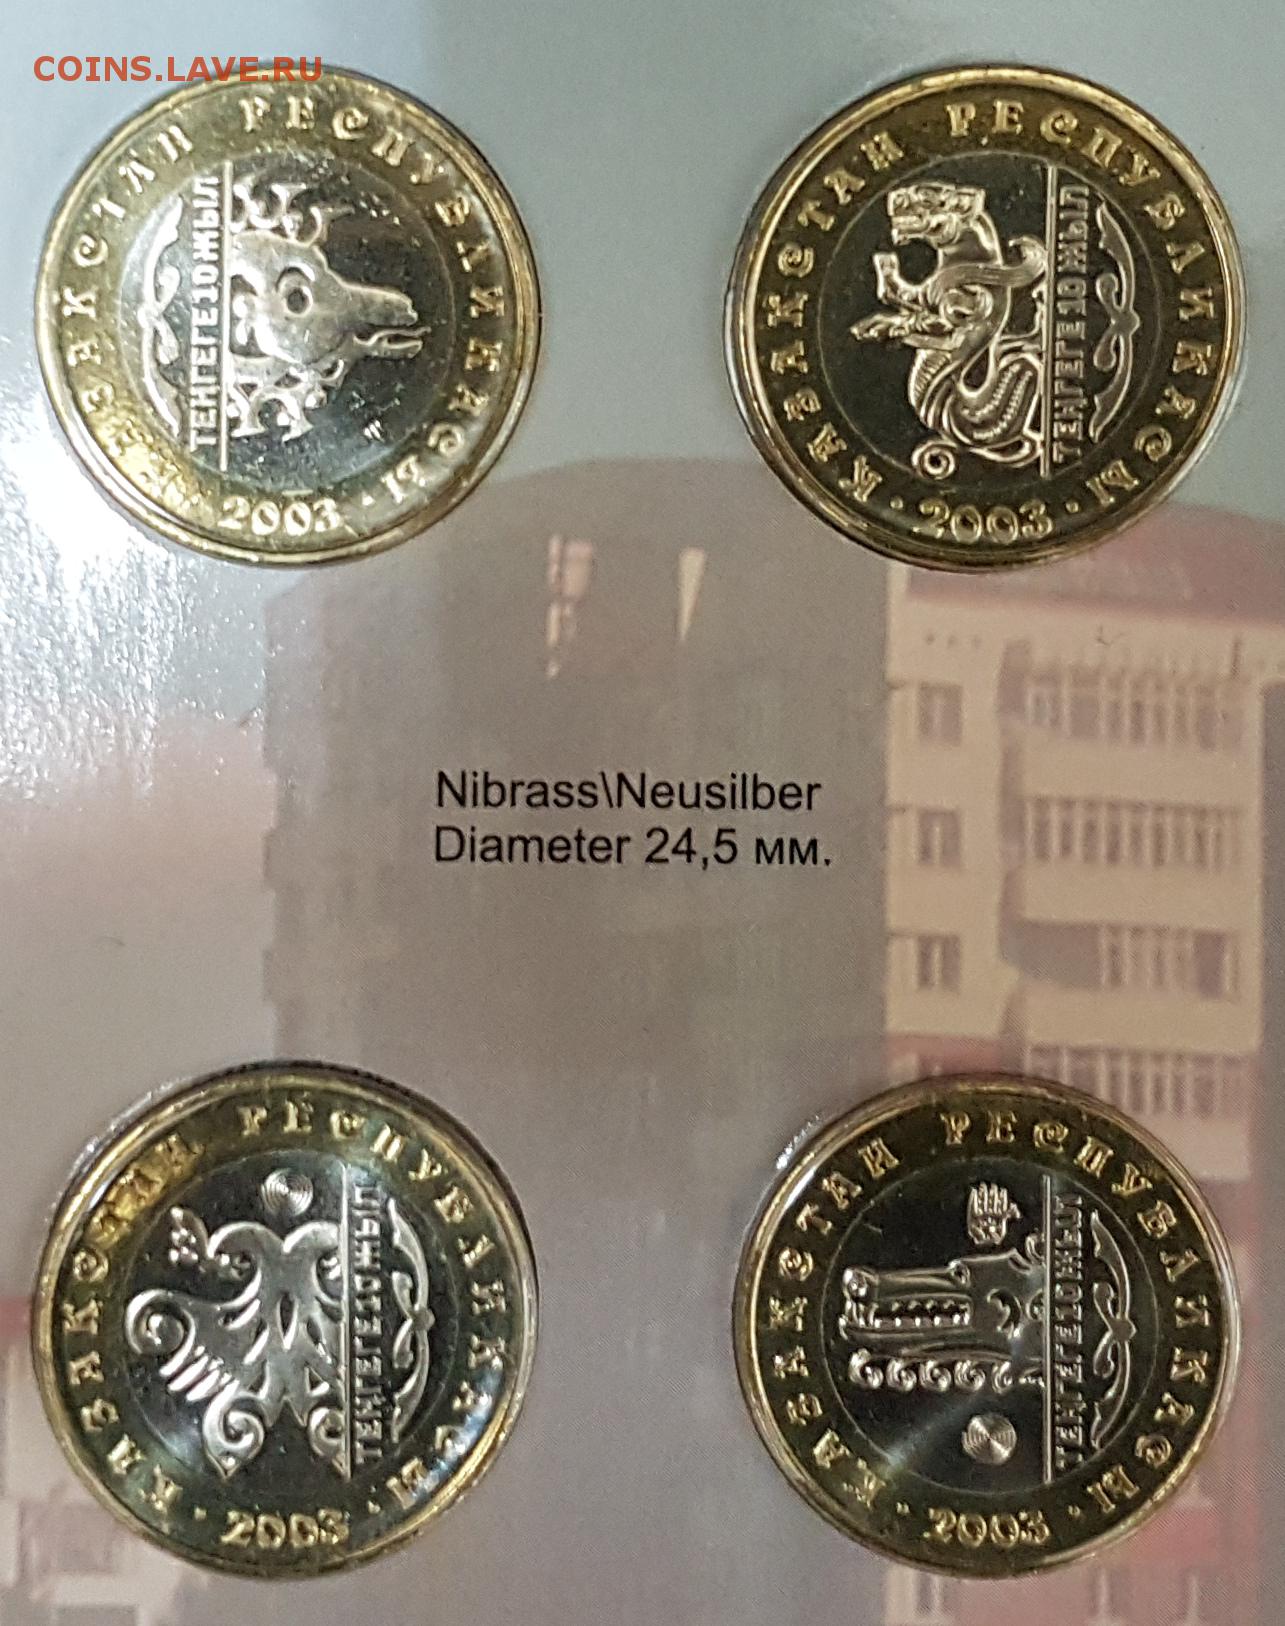 COINS.LAVE.RU
ҚАЗАҚСТАН РЕСПУБЛИКАСЫ · 2003 ·
ТЕҢГЕГЕ 10 ЖЫЛ
ҚАЗАҚСТАН РЕСПУБЛИКАСЫ · 2003 ·
ТЕҢГЕГЕ 10 ЖЫЛ
Nibrass\Neusilber
Diameter 24,5 мм.
ҚАЗАҚСТАН РЕСПУБЛИКАСЫ · 2003 ·
ТЕҢГЕГЕ 10 ЖЫЛ
ҚАЗАҚСТАН РЕСПУБЛИКАСЫ · 2003 ·
ТЕҢГЕГЕ 10 ЖЫЛ